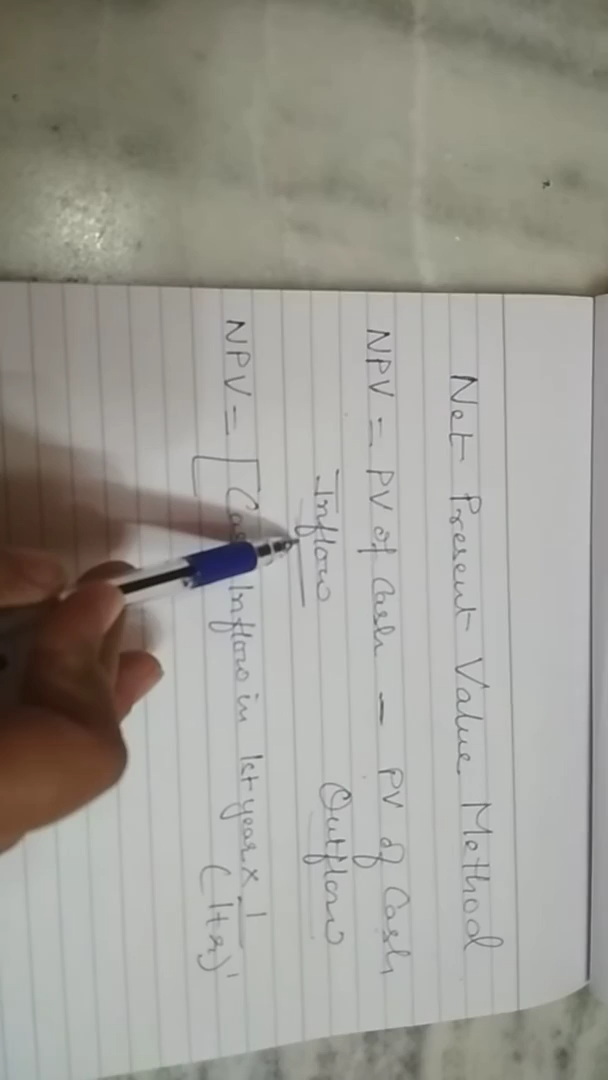 Net Present Value Method
NPV = PV of Cash - PV of Cash
Inflow Outflow
NPV = [ Inflow in 1st year × 1
(1+r)¹